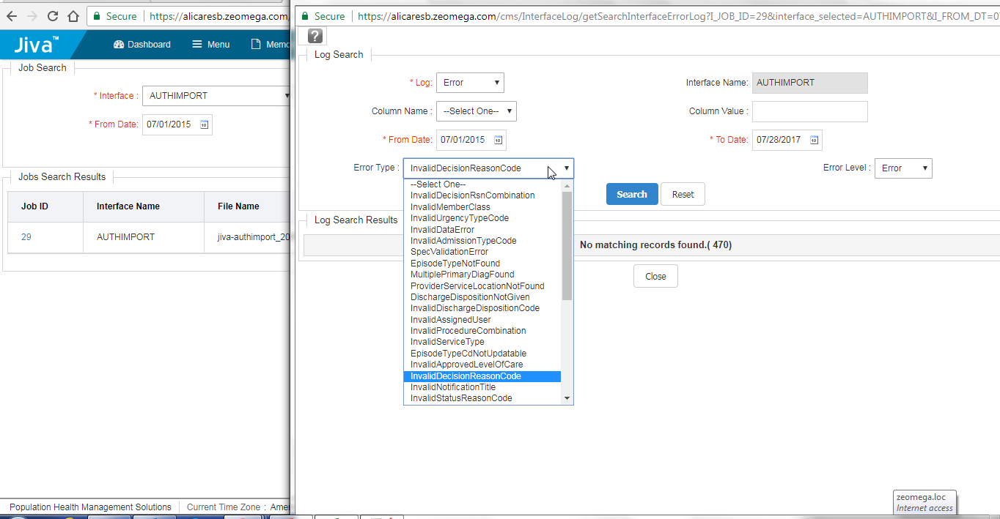 Secure https://alicaresb.zeomega.com
Jiva™ Dashboard Menu Memo
Job Search
* Interface : AUTHIMPORT
* From Date: 07/01/2015
Jobs Search Results
Job ID Interface Name File Name
29 AUTHIMPORT jiva-authimport_20
Population Health Management Solutions Current Time Zone : Amer
Secure https://alicaresb.zeomega.com/cms/InterfaceLog/getSearchInterfaceErrorLog?I_JOB_ID=29&interface_selected=AUTHIMPORT&I_FROM_DT=0
?
Log Search
* Log: Error Interface Name: AUTHIMPORT
Column Name : --Select One-- Column Value :
* From Date: 07/01/2015 * To Date: 07/28/2017
Error Type : InvalidDecisionReasonCode Error Level : Error
--Select One--
InvalidDecisionRsnCombination
InvalidMemberClass
InvalidUrgencyTypeCode
InvalidDataError
InvalidAdmissionTypeCode
SpecValidationError
EpisodeTypeNotFound
MultiplePrimaryDiagFound
ProviderServiceLocationNotFound
DischargeDispositionNotGiven
InvalidDischargeDispositionCode
InvalidAssignedUser
InvalidProcedureCombination
InvalidServiceType
EpisodeTypeCdNotUpdatable
InvalidApprovedLevelOfCare
InvalidDecisionReasonCode
InvalidNotificationTitle
InvalidStatusReasonCode
Search Reset
Log Search Results
No matching records found.( 470)
Close
zeomega.loc
Internet access